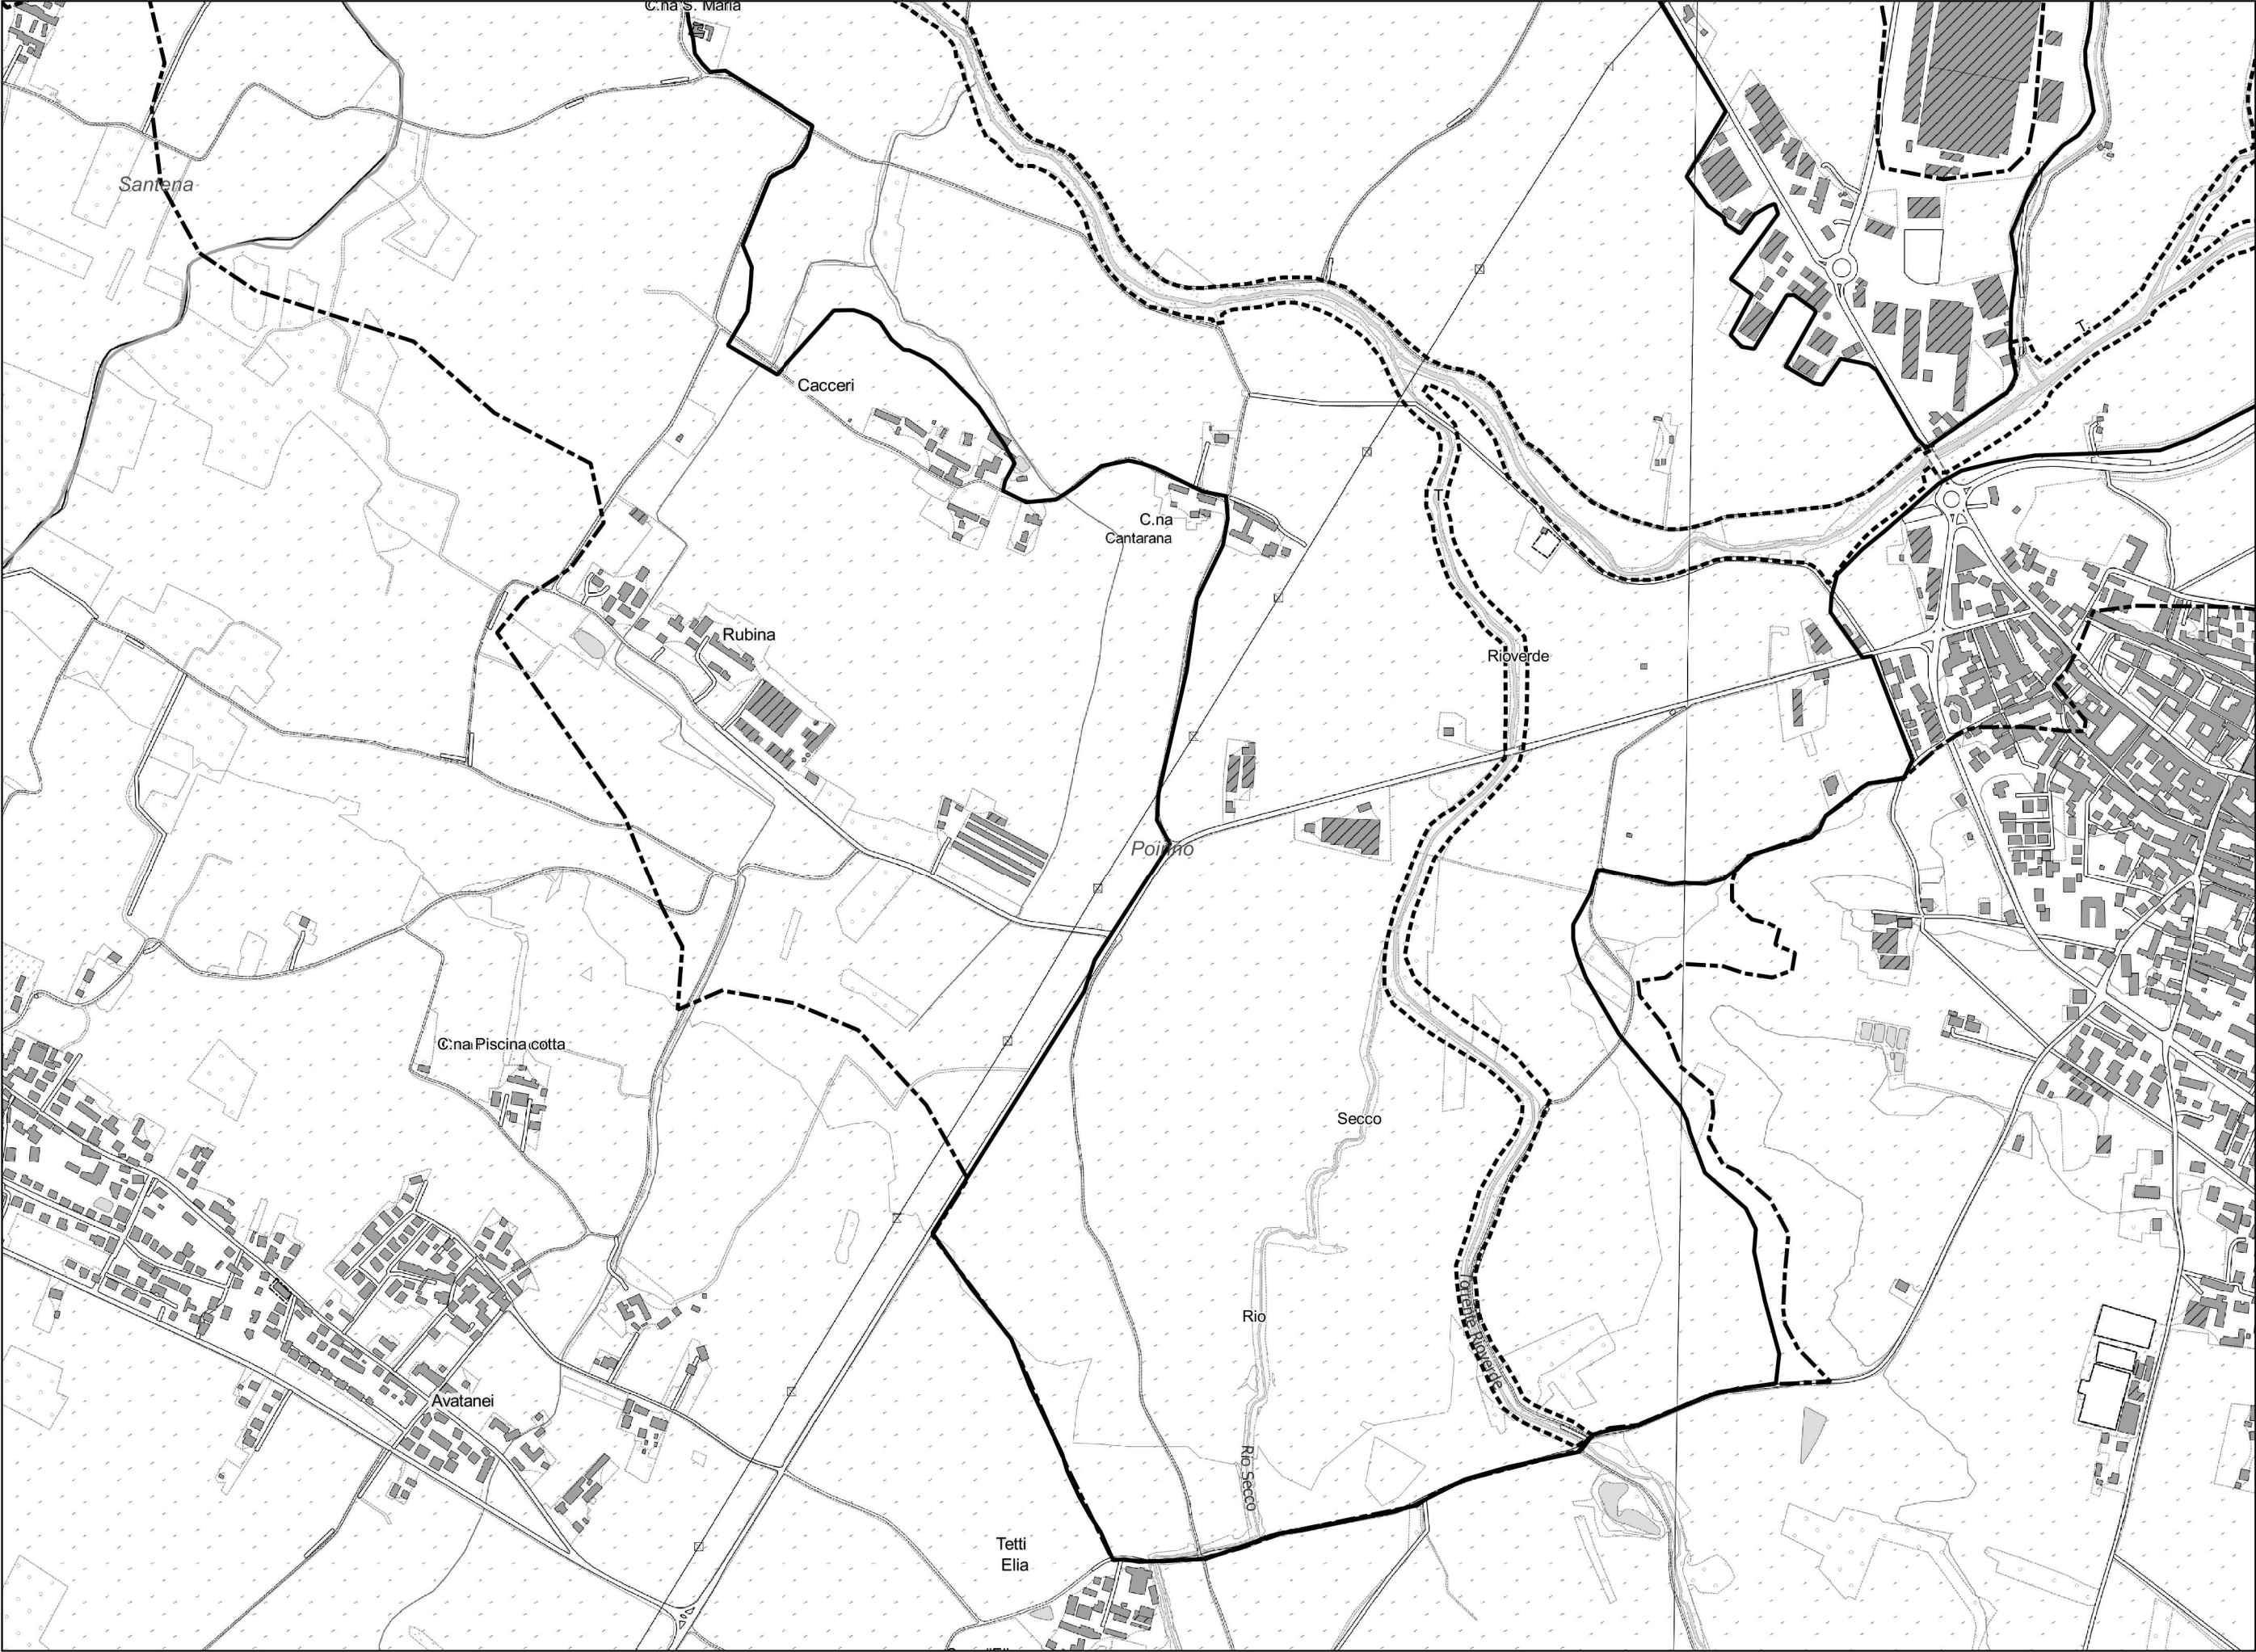 C.na S. Maria
Santena
T.
Cacceri
T.
C.na
Cantarana
Rubina
Rioverde
Poirino
C.na Piscina cotta
Secco
Rio
Torrente Rioverde
Avatanei
Rio Secco
Tetti
Elia